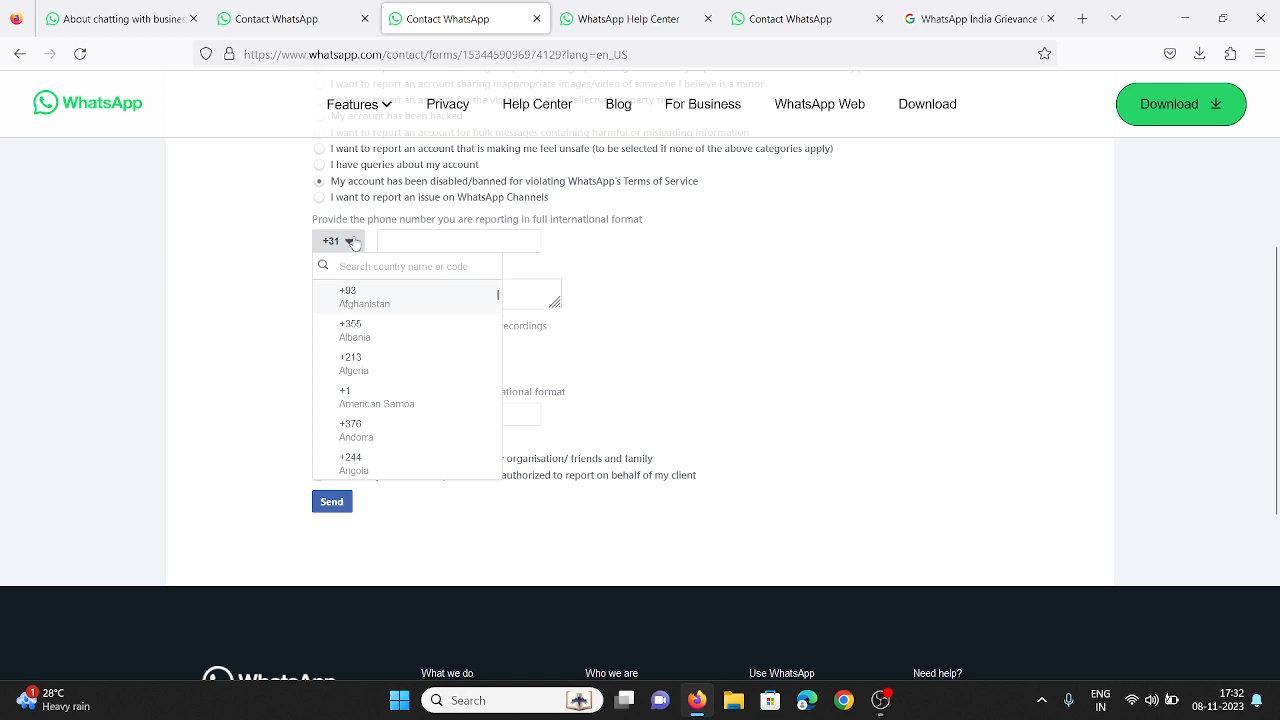 About chatting with busines
Contact WhatsApp
Contact WhatsApp
WhatsApp Help Center
Contact WhatsApp
WhatsApp India Grievance C
https://www.whatsapp.com/contact/forms/1534459096974129?lang=en_US
I want to report an account sharing inappropriate images/video of someone I believe is a minor
WhatsApp
Features
Privacy
Help Center
Blog
For Business
WhatsApp Web
Download
Download
My account has been hacked
I want to report an account for bulk messages containing harmful or misleading information
I want to report an account that is making me feel unsafe (to be selected if none of the above categories apply)
I have queries about my account
My account has been disabled/banned for violating WhatsApp's Terms of Service
I want to report an issue on WhatsApp Channels
Provide the phone number you are reporting in full international format
+31
Search country name or code
+93
Afghanistan
+355
Albania
ecordings
+213
Algeria
+1
American Samoa
ational format
+376
Andorra
+244
Angola
organisation/ friends and family
authorized to report on behalf of my client
Send
WhatsApp
What we do
Who we are
Use WhatsApp
Need help?
1
28°C
Heavy rain
Search
ENG
IN
17:32
08-11-2023